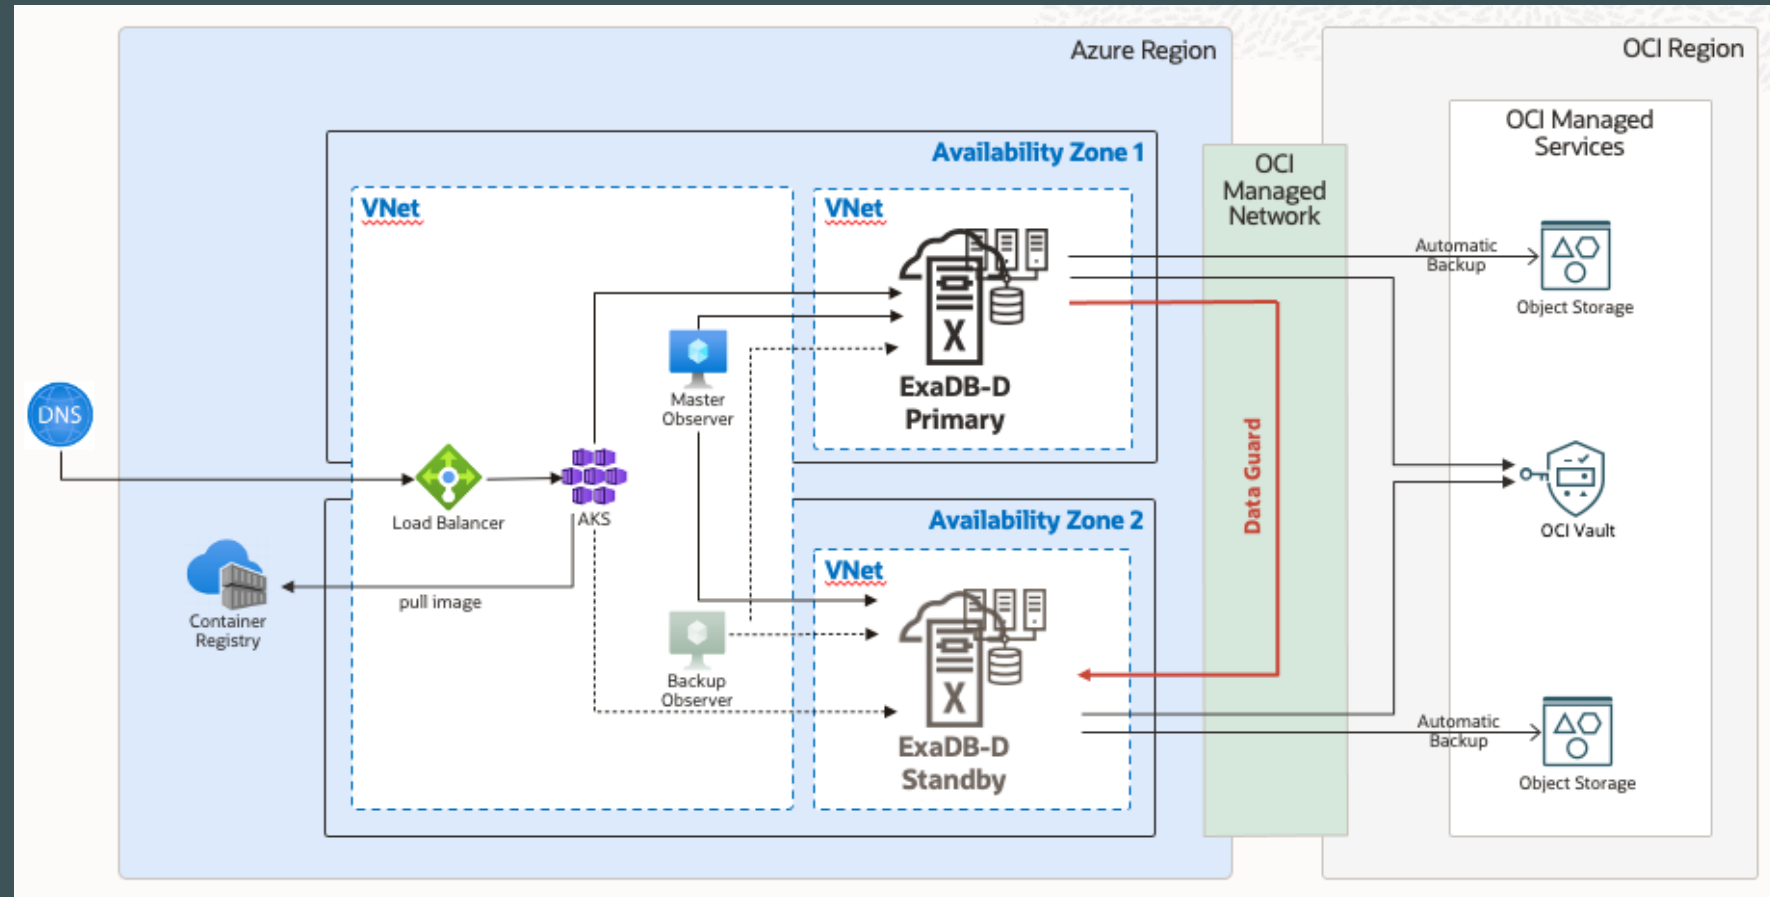 Azure Region
OCI Region
OCI Managed
Services
Availability Zone 1
OCI
Managed
Network
VNet
VNet
Automatic
Backup
Object Storage
X
ExaDB-D
Primary
Master
Observer
DNS
Data Guard
Load Balancer
AKS
Availability Zone 2
OCI Vault
VNet
pull image
Container
Registry
Backup
Observer
X
ExaDB-D
Standby
Automatic
Backup
Object Storage